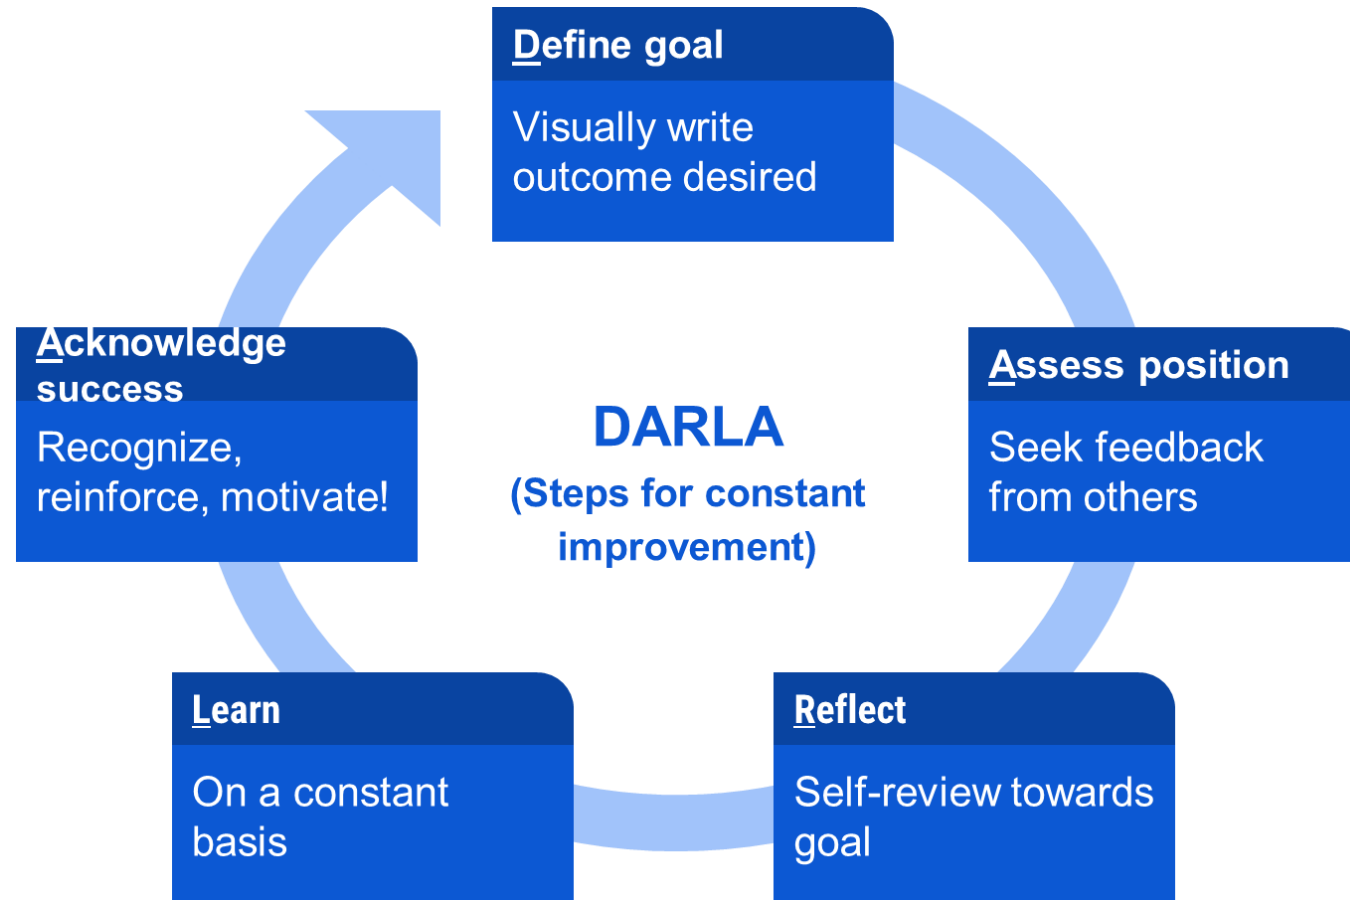 Define goal
Visually write
outcome desired
Assess position
Seek feedback
from others
Reflect
Self-review towards
goal
Learn
On a constant
basis
Acknowledge
success
Recognize,
reinforce, motivate!
DARLA
(Steps for constant
improvement)